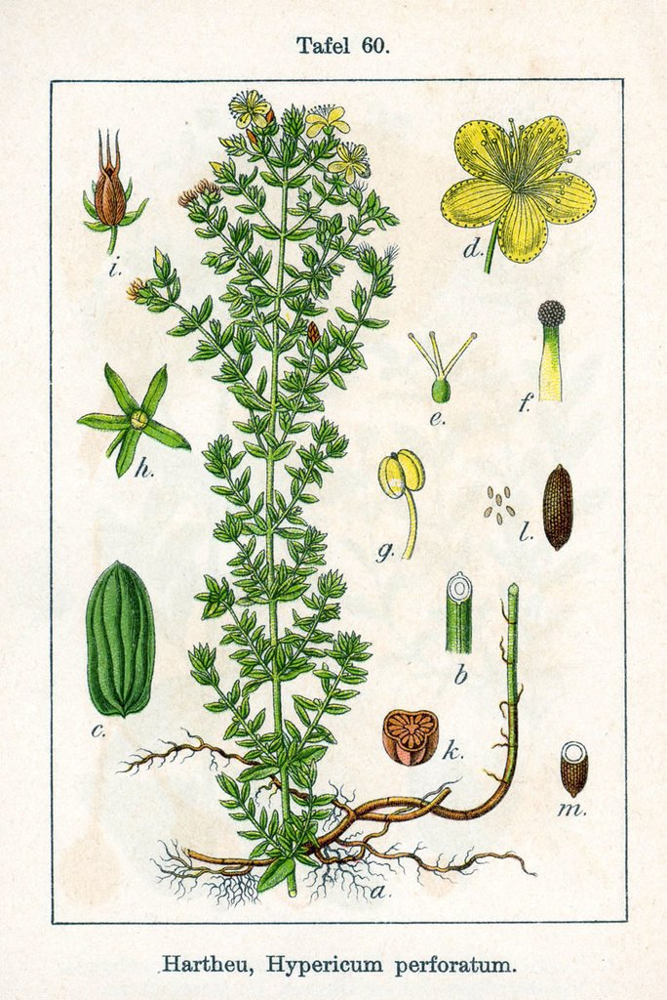 Tafel 60.
i.
d.
e.
f.
h.
g.
l.
b
c.
k.
m.
a.
Hartheu, Hypericum perforatum.